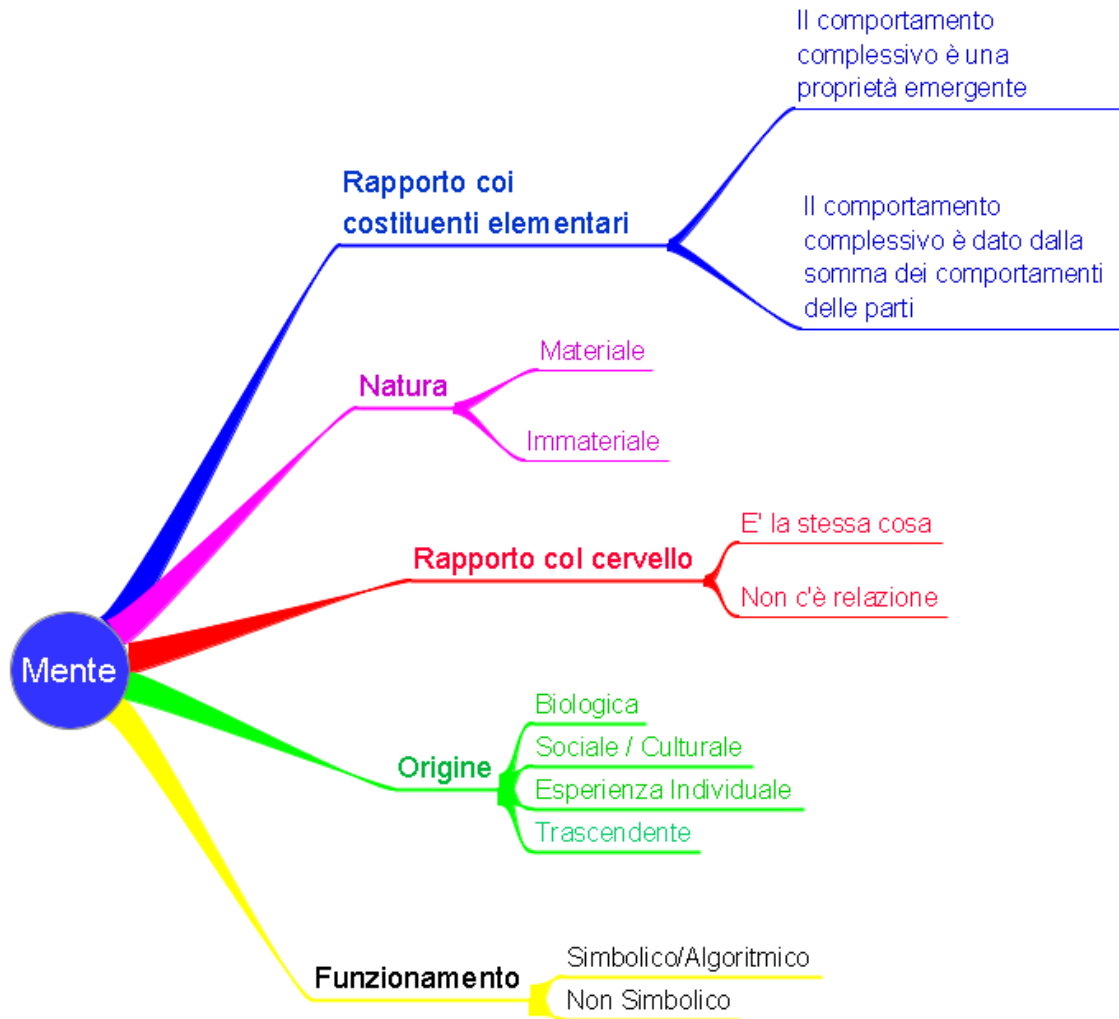 Il comportamento
complessivo è una
proprietà emergente
Rapporto coi
costituenti elementari
Il comportamento
complessivo è dato dalla
somma dei comportamenti
delle parti
Materiale
Natura
Immateriale
E' la stessa cosa
Rapporto col cervello
Non c'è relazione
Mente
Biologica
Sociale / Culturale
Origine
Esperienza Individuale
Trascendente
Simbolico/Algoritmico
Funzionamento
Non Simbolico